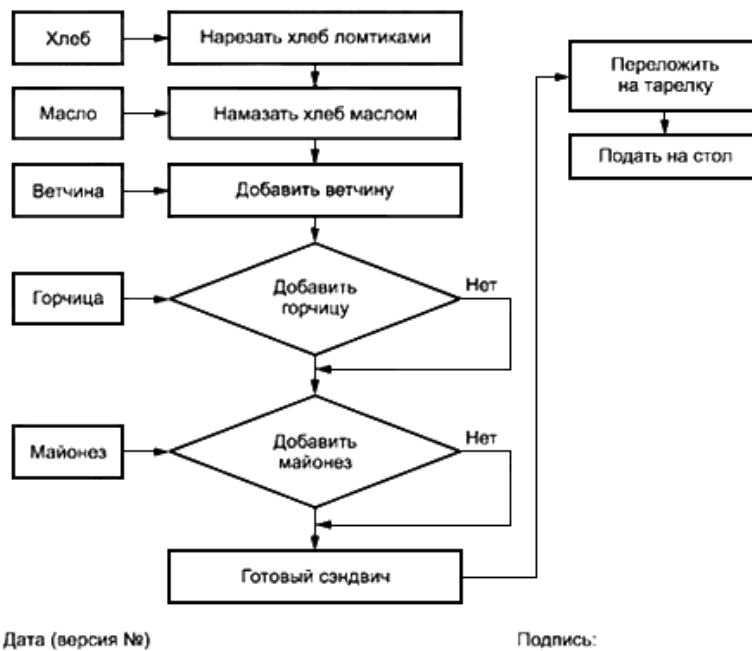 Хлеб
Нарезать хлеб ломтиками
Масло
Намазать хлеб маслом
Ветчина
Добавить ветчину
Горчица
Добавить
горчицу
Нет
Майонез
Добавить
майонез
Нет
Готовый сэндвич
Переложить
на тарелку
Подать на стол
Дата (версия №)
Подпись: